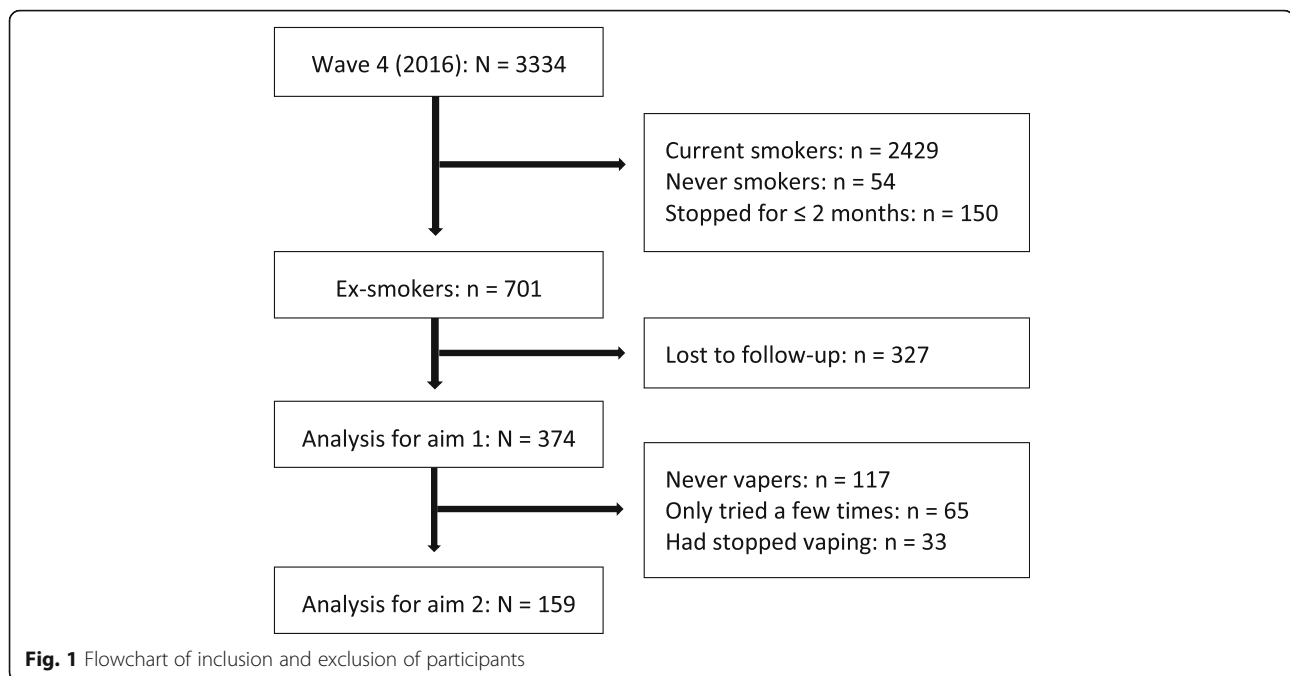 Wave 4 (2016): N = 3334
Current smokers: n = 2429
Never smokers: n = 54
Stopped for ≤ 2 months: n = 150
Ex-smokers: n = 701
Lost to follow-up: n = 327
Analysis for aim 1: N = 374
Never vapers: n = 117
Only tried a few times: n = 65
Had stopped vaping: n = 33
Analysis for aim 2: N = 159
Fig. 1 Flowchart of inclusion and exclusion of participants